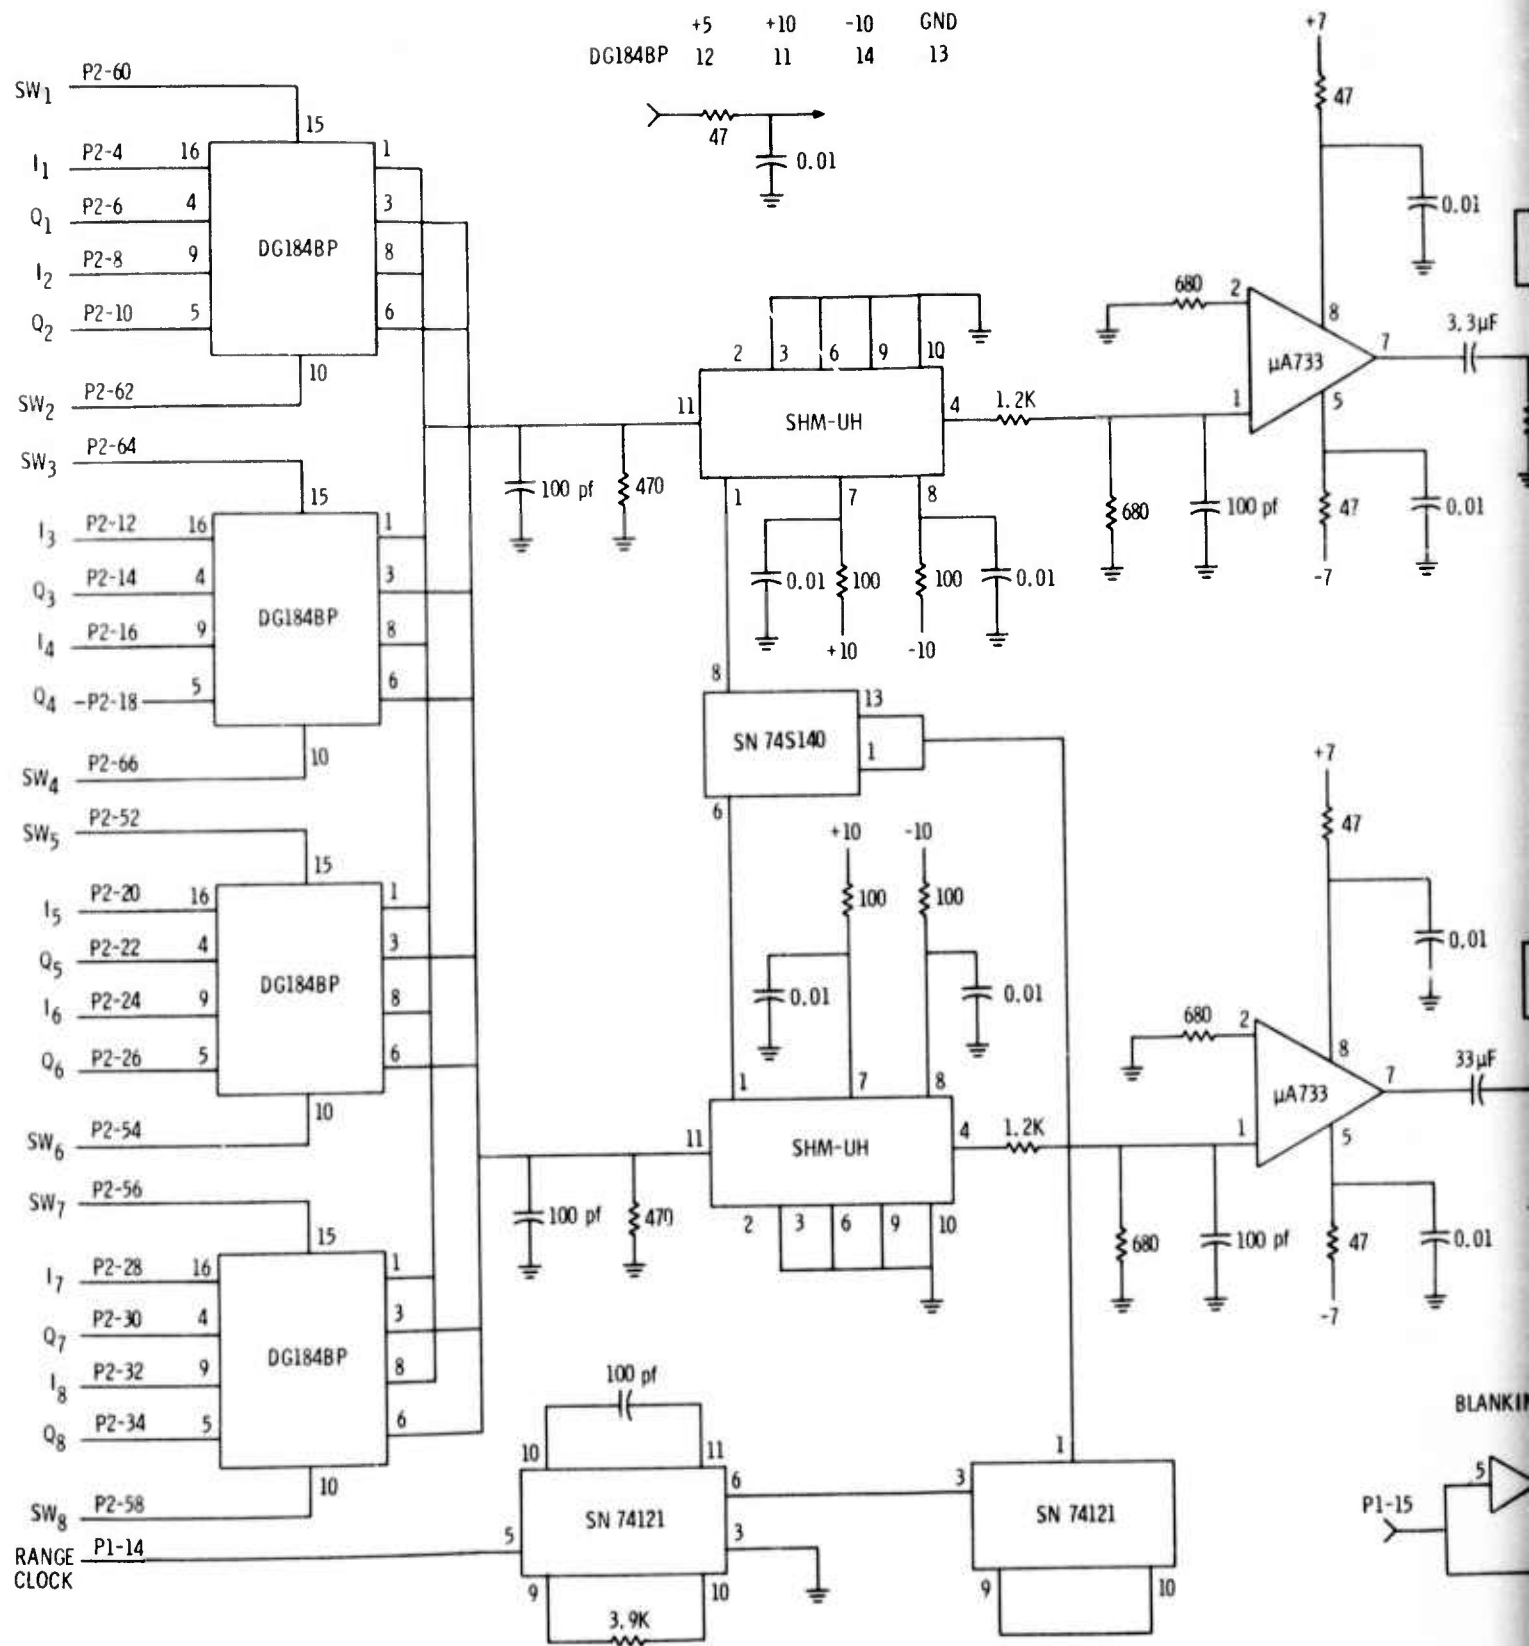 +5 +10 -10 GND
DG184BP 12 11 14 13
47
0.01
SW1 P2-60
15
I1 P2-4 16 1
Q1 P2-6 4 3
DG184BP
I2 P2-8 9 8
Q2 P2-10 5 6
10
SW2 P2-62
SW3 P2-64
15
I3 P2-12 16 1
Q3 P2-14 4 3
DG184BP
I4 P2-16 9 8
Q4 P2-18 5 6
10
SW4 P2-66
SW5 P2-52
15
I5 P2-20 16 1
Q5 P2-22 4 3
DG184BP
I6 P2-24 9 8
Q6 P2-26 5 6
10
SW6 P2-54
SW7 P2-56
15
I7 P2-28 16 1
Q7 P2-30 4 3
DG184BP
I8 P2-32 9 8
Q8 P2-34 5 6
10
SW8 P2-58
RANGE P1-14
CLOCK
100 pf 470
2 3 6 9 10
11 SHM-UH 4 1.2K
1 7 8
0.01 100 100 0.01
+10 -10
680 100 pf
+7
47
0.01
680 2
8
µA733 7 3.3µF
1 5
47 0.01
-7
8
SN 74S140 13
1
6
+10 -10
100 100
0.01 0.01
1 7 8
11 SHM-UH 4 1.2K
2 3 6 9 10
100 pf 470
680 100 pf
+7
47
0.01
680 2
8
µA733 7 33µF
1 5
47 0.01
-7
100 pf
10 11
5 SN 74121 6
3
9 10
3.9K
1
3 SN 74121
9 10
BLANKIN
5
P1-15